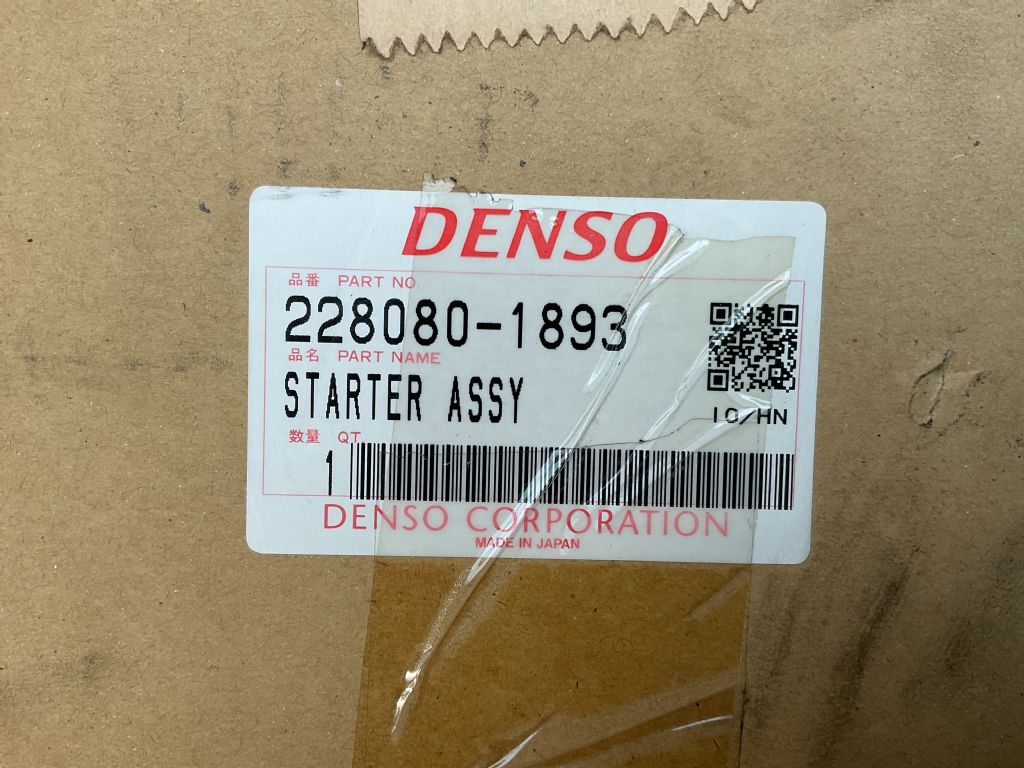 DENSO
品番 PART NO.
228080-1893
品名 PART NAME
STARTER ASSY
IO/HN
数量 QT
1
DENSO CORPORATION
MADE IN JAPAN